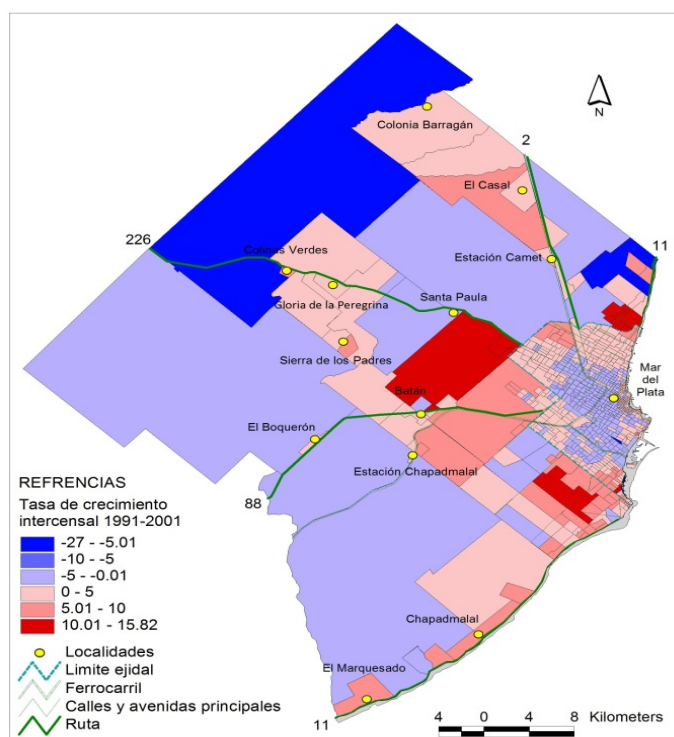 Colonia Barragán
N
2
El Casal
226
11
Colinas Verdes
Estación Camet
Gloria de la Peregrina
Santa Paula
Sierra de los Padres
Mar
del
Plata
Batán
El Boquerón
Estación Chapadmalal
88
REFRENCIAS
Tasa de crecimiento
intercensal 1991-2001
-27 - -5.01
-10 - -5
-5 - -0.01
0 - 5
5.01 - 10
10.01 - 15.82
Localidades
Limite ejidal
Ferrocarril
Calles y avenidas principales
Ruta
Chapadmalal
El Marquesado
11
4 0 4 8 Kilometers